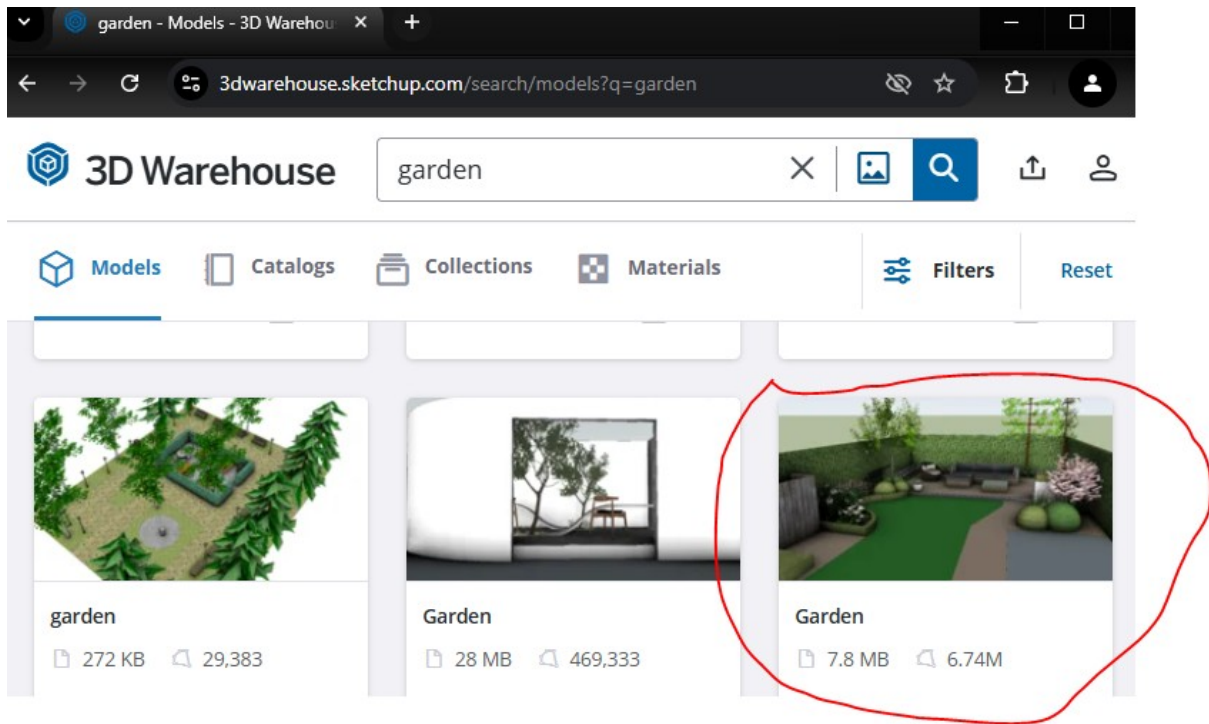 garden - Models - 3D Warehou
3dwarehouse.sketchup.com/search/models?q=garden
3D Warehouse
garden
Models
Catalogs
Collections
Materials
Filters
Reset
garden
Garden
Garden
272 KB
29,383
28 MB
469,333
7.8 MB
6.74M